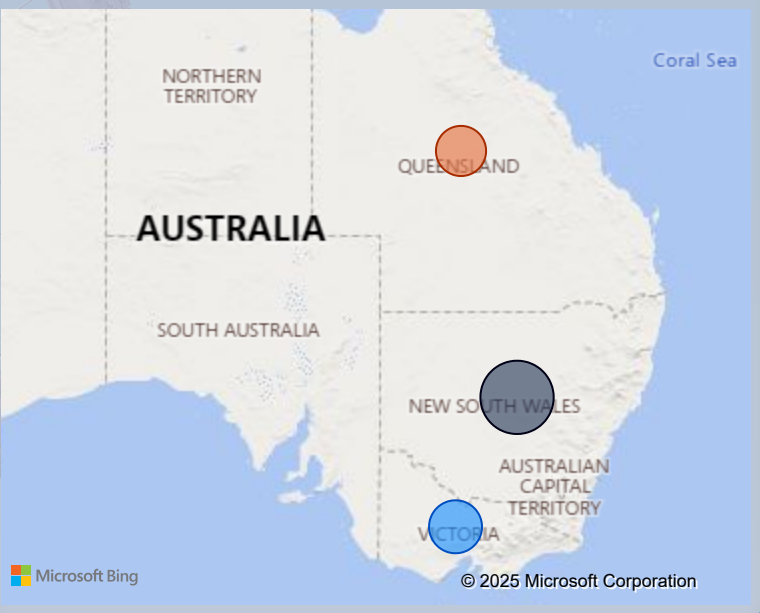 Coral Sea
NORTHERN
TERRITORY
QUEENSLAND
AUSTRALIA
SOUTH AUSTRALIA
NEW SOUTH WALES
AUSTRALIAN
CAPITAL
TERRITORY
VICTORIA
Microsoft Bing
© 2025 Microsoft Corporation